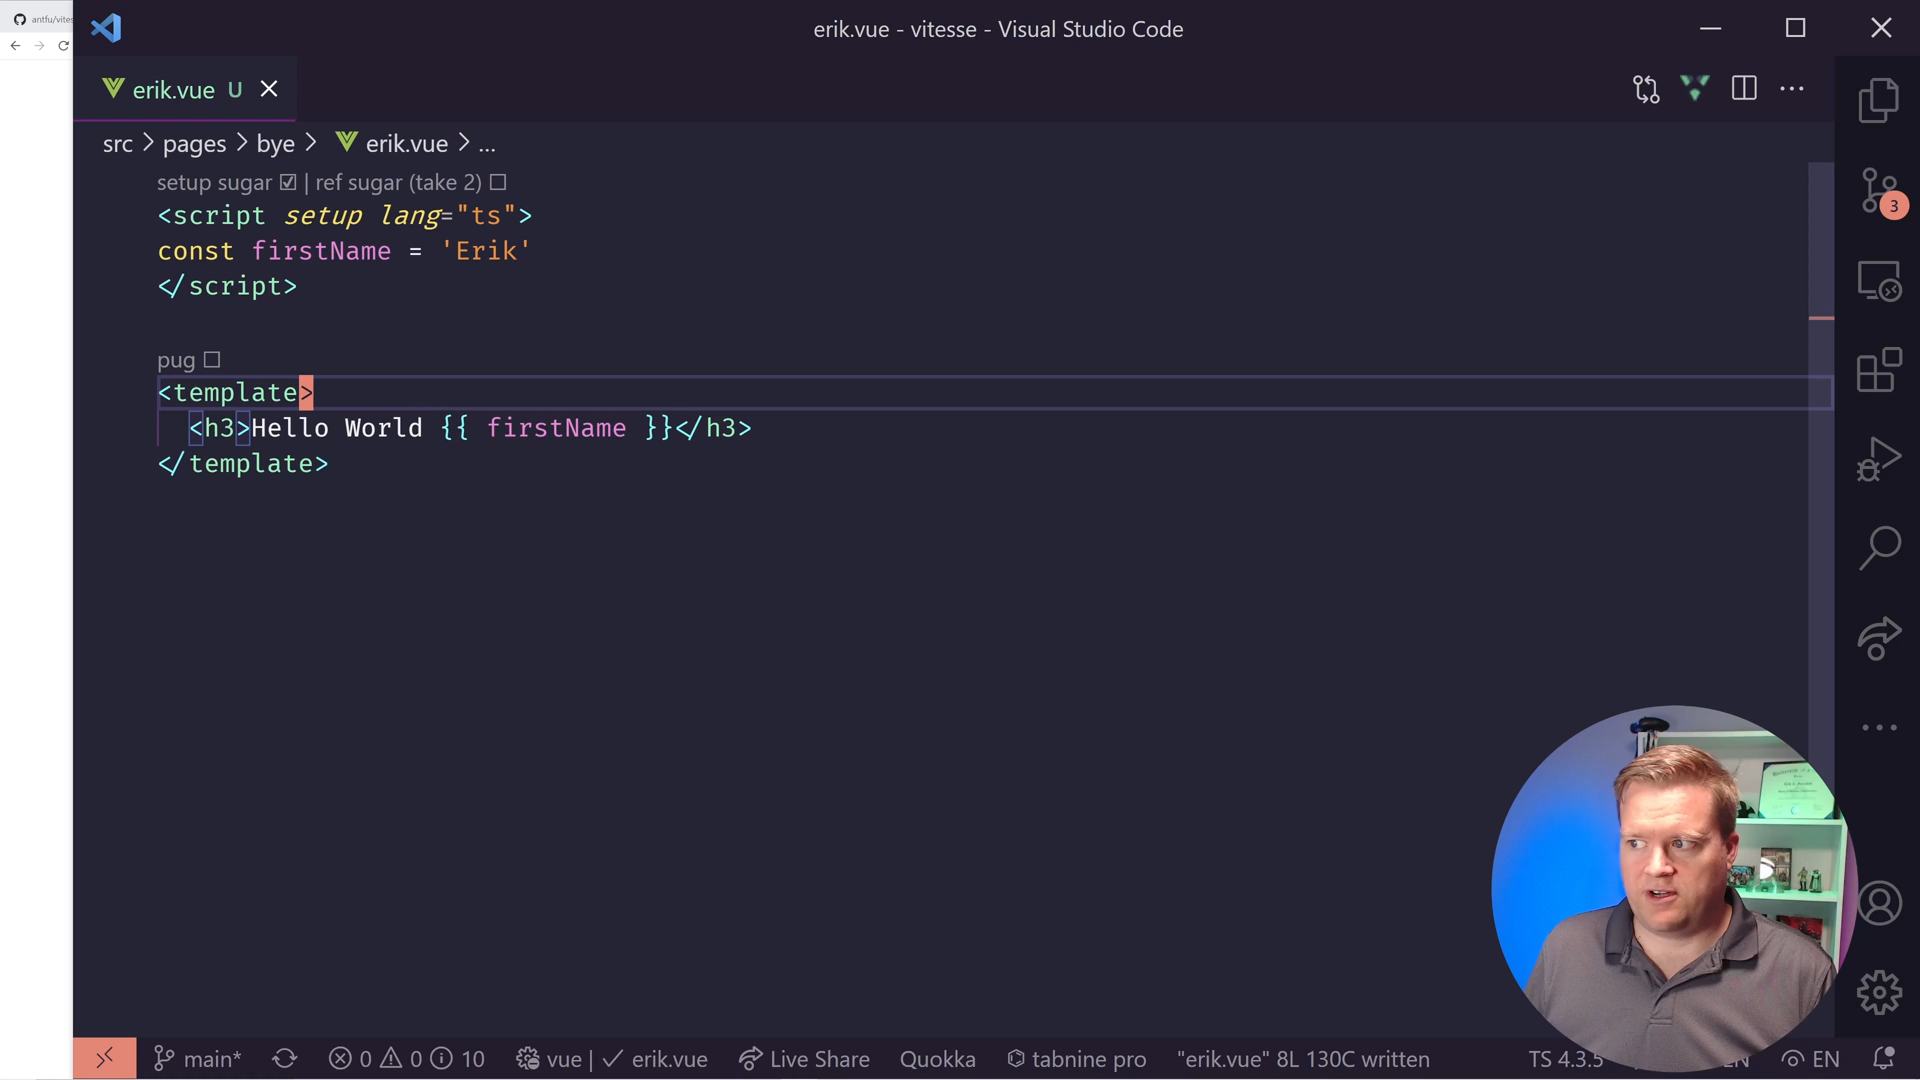 antfu/vites
erik.vue - vitesse - Visual Studio Code
erik.vue U
src > pages > bye > erik.vue > ...
setup sugar ☑ | ref sugar (take 2) ☐
<script setup lang="ts">
const firstName = 'Erik'
</script>
pug ☐
<template>
<h3>Hello World {{ firstName }}</h3>
</template>
3
main* 0 0 10 vue | ✓ erik.vue Live Share Quokka tabnine pro "erik.vue" 8L 130C written TS 4.3.5 EN